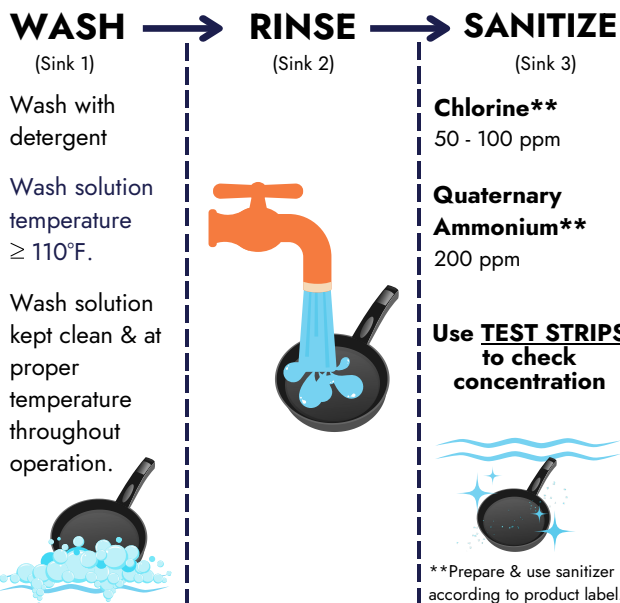 WASH
(Sink 1)
Wash with
detergent
Wash solution
temperature
≥ 110°F.
Wash solution
kept clean & at
proper
temperature
throughout
operation.
RINSE
(Sink 2)
SANITIZE
(Sink 3)
Chlorine**
50 - 100 ppm
Quaternary
Ammonium**
200 ppm
Use TEST STRIPS
to check
concentration
**Prepare & use sanitizer
according to product label